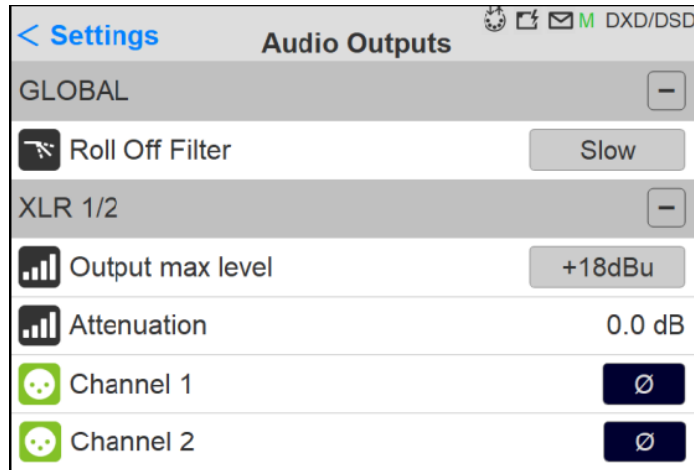 < Settings
Audio Outputs
M DXD/DSD
GLOBAL
−
Roll Off Filter
Slow
XLR 1/2
−
Output max level
+18dBu
Attenuation
0.0 dB
Channel 1
Ø
Channel 2
Ø